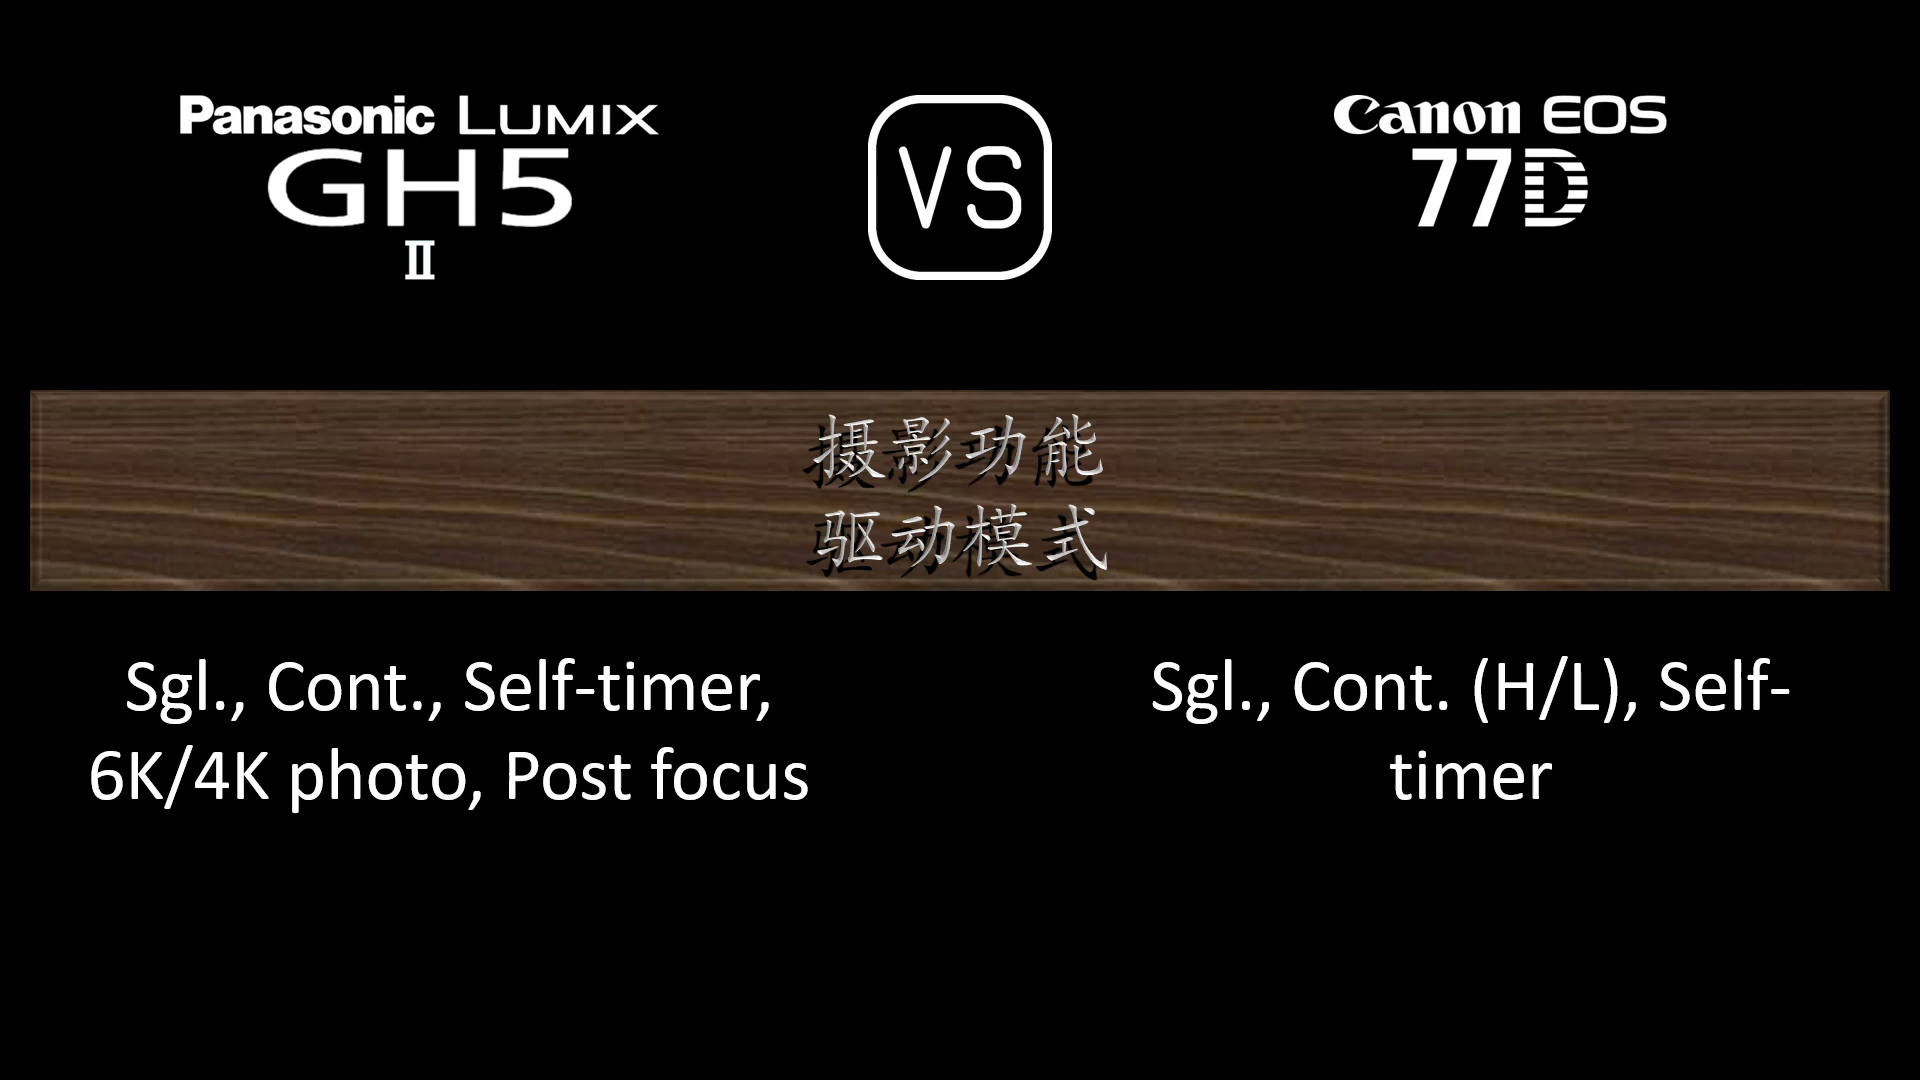 Panasonic LUMIX
GH5
II
VS
Canon EOS
77D
摄影功能
驱动模式
Sgl., Cont., Self-timer,
6K/4K photo, Post focus
Sgl., Cont. (H/L), Self-
timer